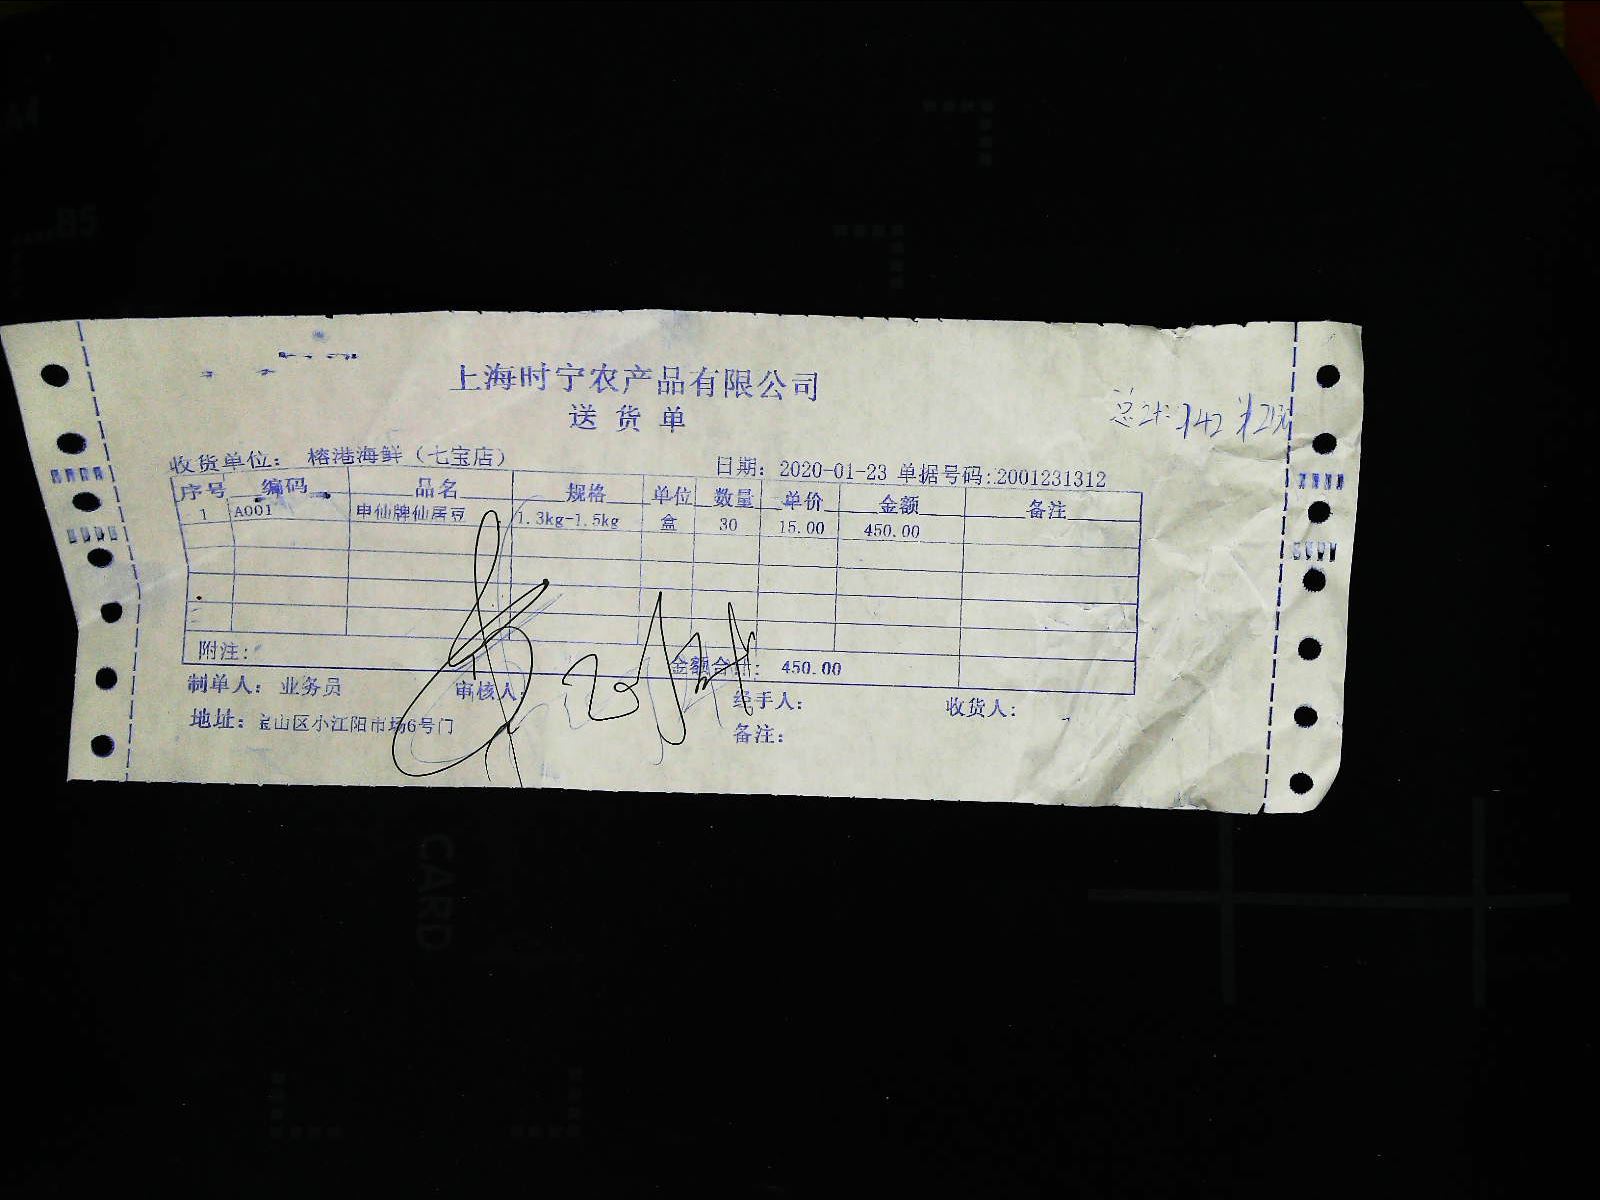 上海时宁农产品有限公司
送货单
收货单位: 榕港海鲜（七宝店） 日期: 2020-01-23 单据号码:2001231312
序号 编码 品名 规格 单位 数量 单价 金额 备注
1 A001 申仙牌仙居豆 1.3kg-1.5kg 盒 30 15.00 450.00
附注: 金额合计: 450.00
制单人: 业务员 审核人: 经手人: 收货人:
地址: 宝山区小江阳市场6号门 备注:
CARD